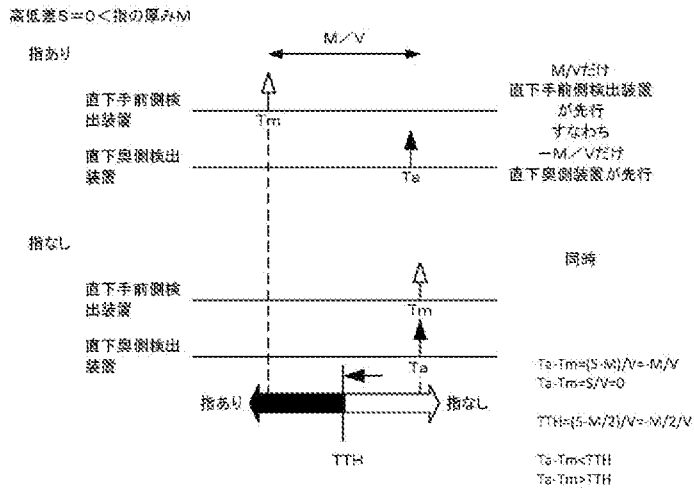 高低差S=0<指の厚みM
指あり
M/V
直下手前側検
出装置
Tm
直下奥側検出
装置
Ta
M/Vだけ
直下手前側検出装置
が先行
すなわち
-M/Vだけ
直下奥側装置が先行
指なし
同時
直下手前側検
出装置
Tm
直下奥側検出
装置
Ta
指あり
指なし
TTH
Ta-Tm=(S-M)/V=-M/V
Ta-Tm=S/V=0
TTH=(S-M/2)/V=-M/2/V
Ta-Tm<TTH
Ta-Tm>TTH